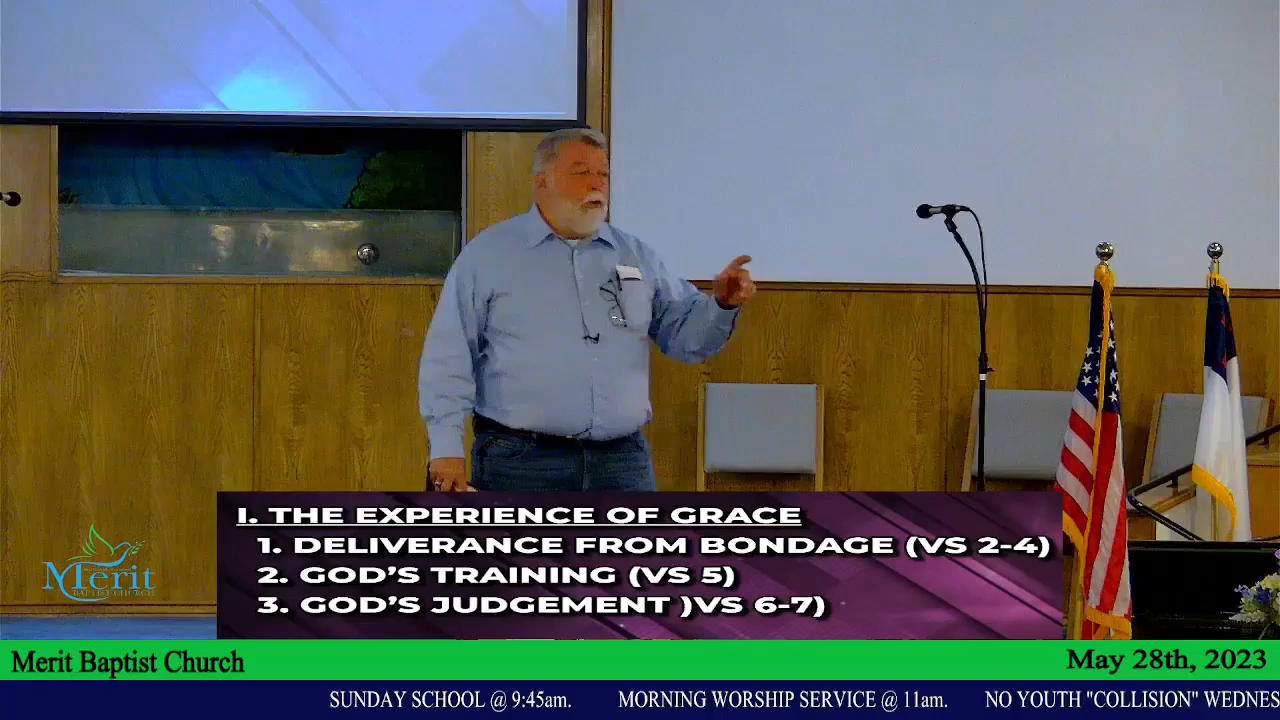 I. THE EXPERIENCE OF GRACE
1. DELIVERANCE FROM BONDAGE (VS 2-4)
2. GOD'S TRAINING (VS 5)
3. GOD'S JUDGEMENT )VS 6-7)
Merit
BAPTIST CHURCH
Merit Baptist Church
May 28th, 2023
SUNDAY SCHOOL @ 9:45am. MORNING WORSHIP SERVICE @ 11am. NO YOUTH "COLLISION" WEDNES